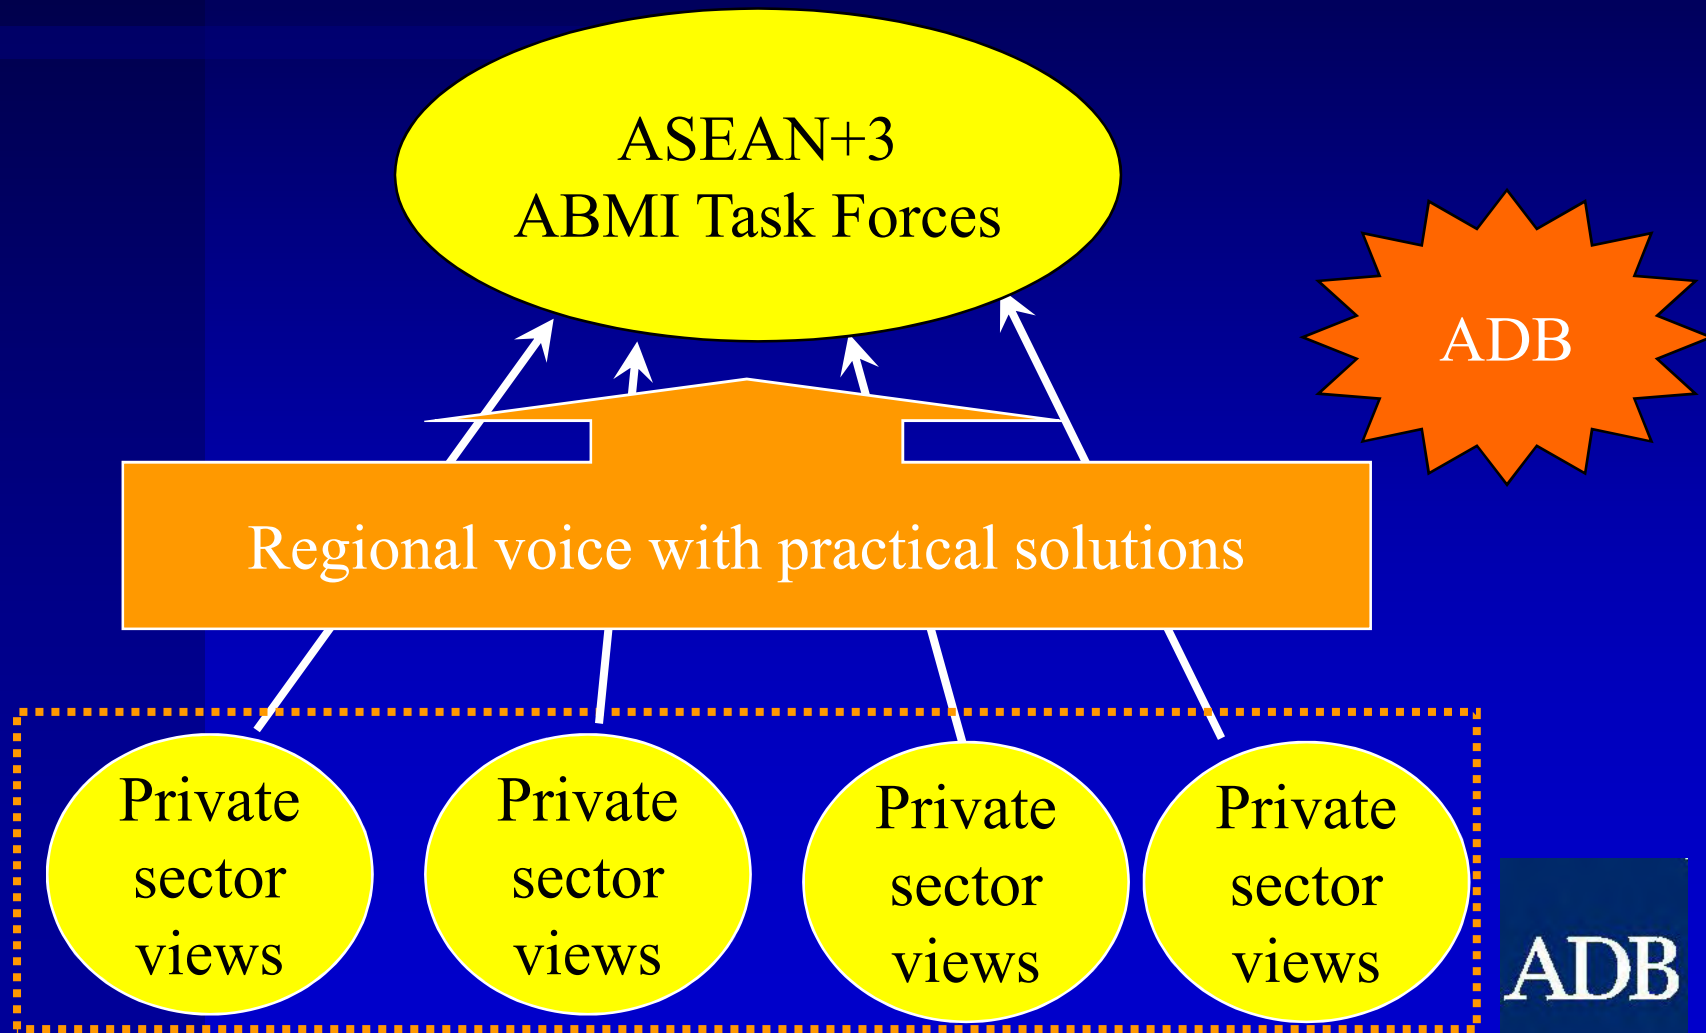 ASEAN+3
ABMI Task Forces
ADB
Regional voice with practical solutions
Private
sector
views
Private
sector
views
Private
sector
views
Private
sector
views
ADB